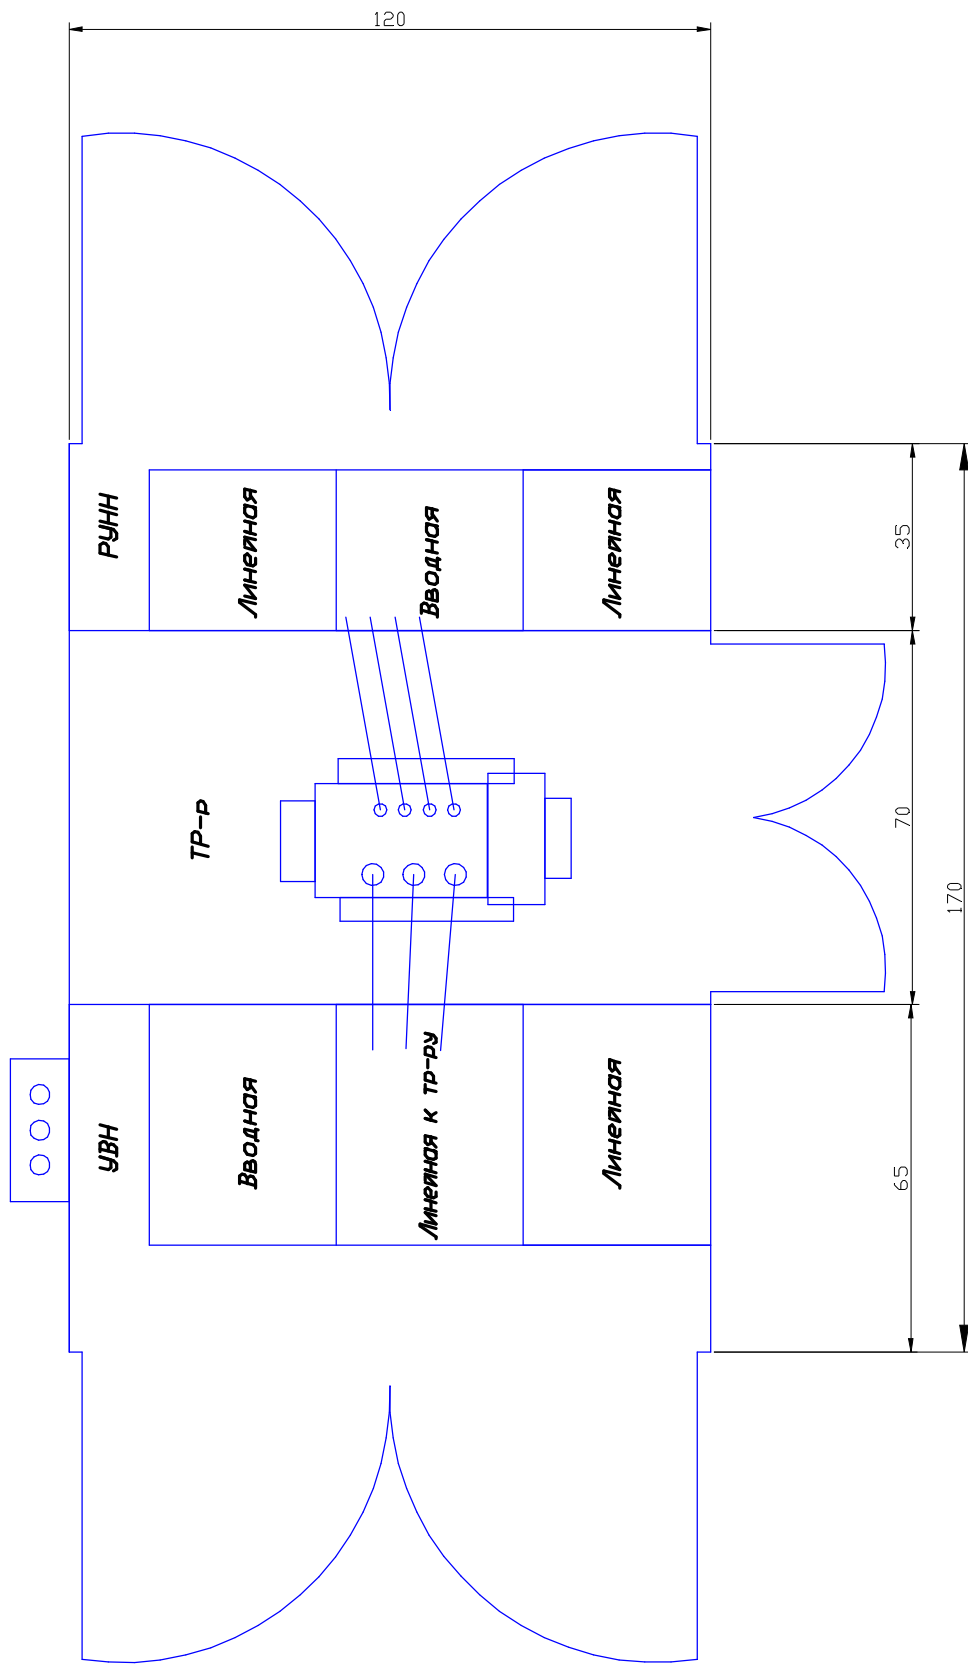 120
РУНН
Линейная
Вводная
Линейная
35
ТР-р
70
170
УВН
Вводная
Линейная к тр-ру
Линейная
65